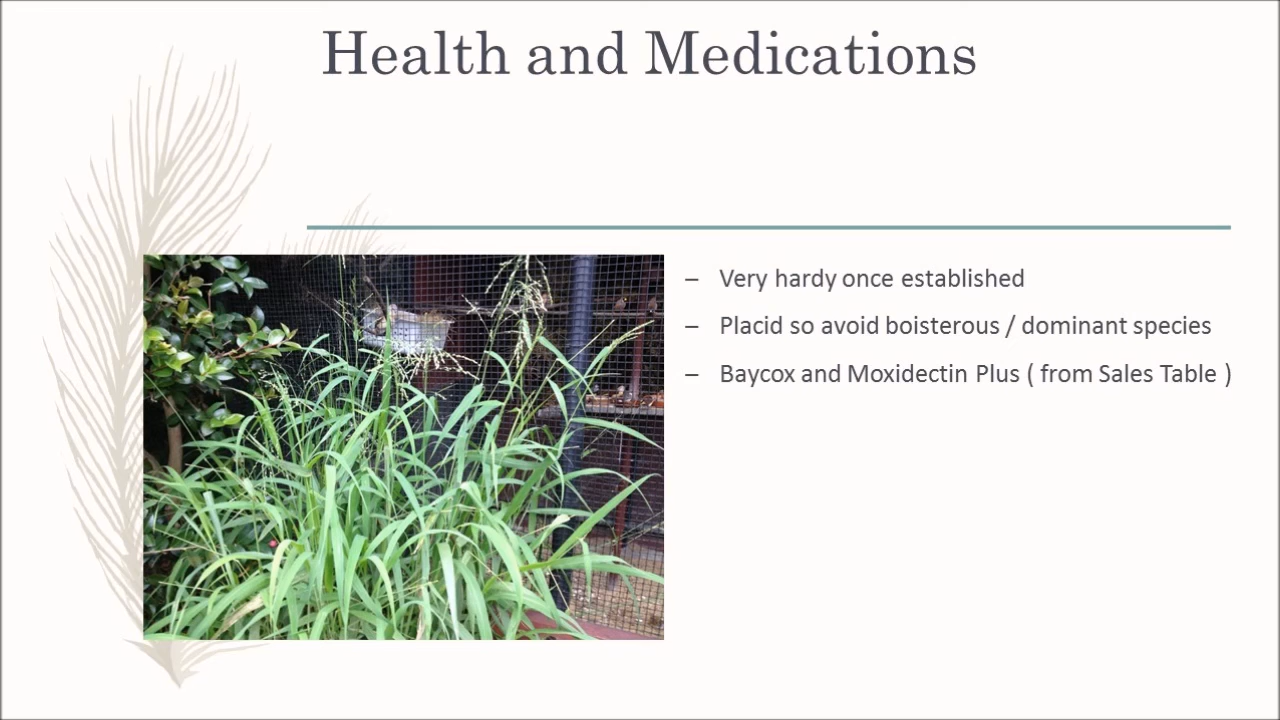 Health and Medications
– Very hardy once established
– Placid so avoid boisterous / dominant species
– Baycox and Moxidectin Plus ( from Sales Table )